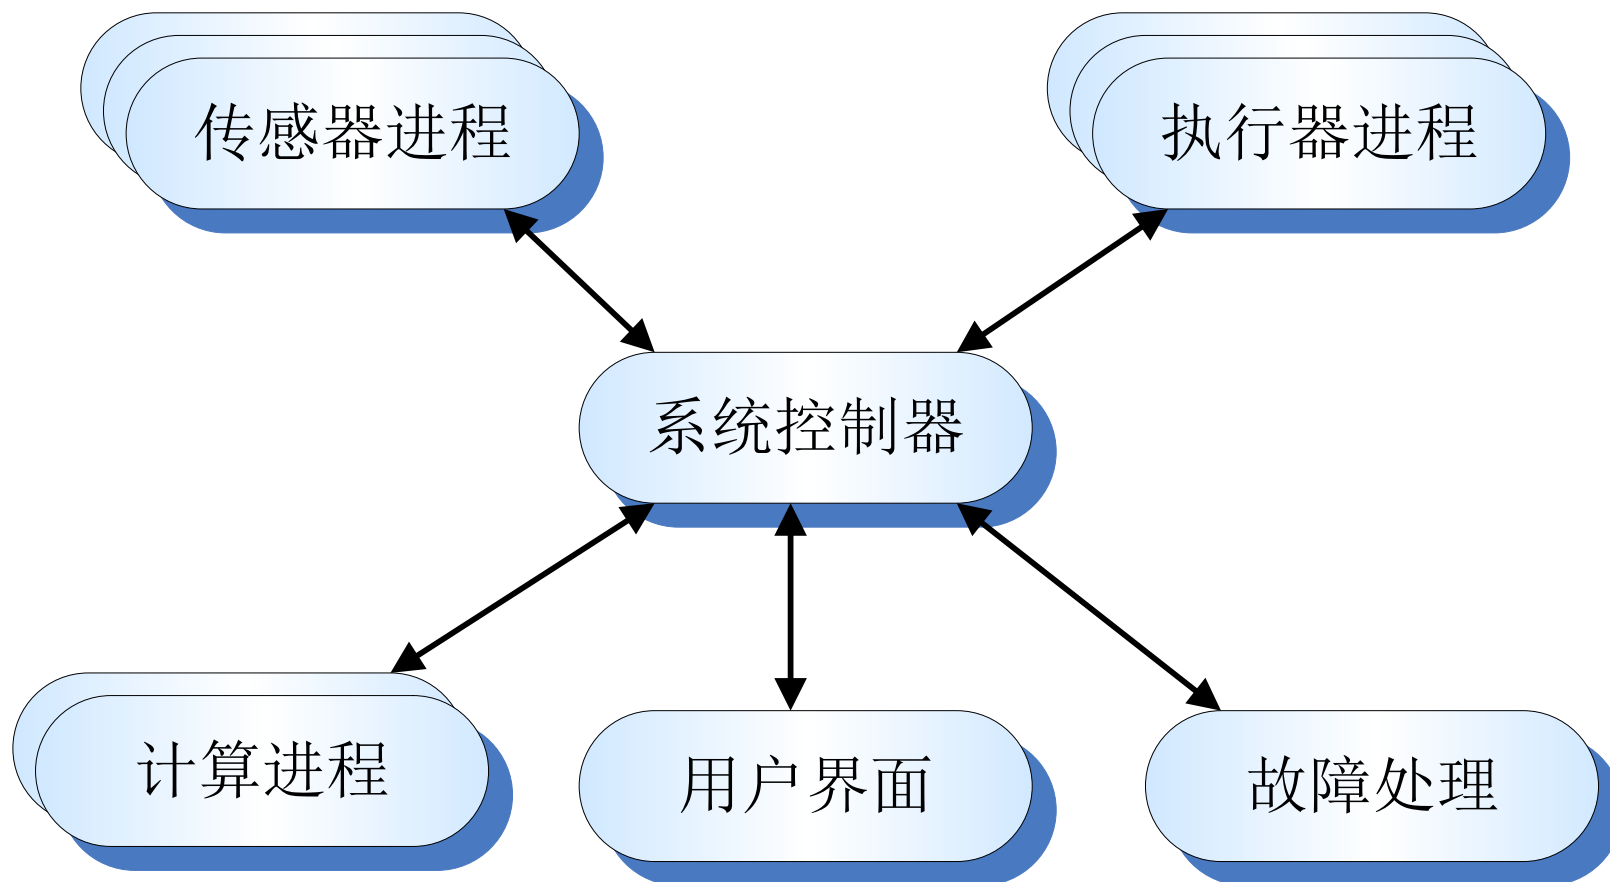 传感器进程
执行器进程
系统控制器
计算进程
用户界面
故障处理